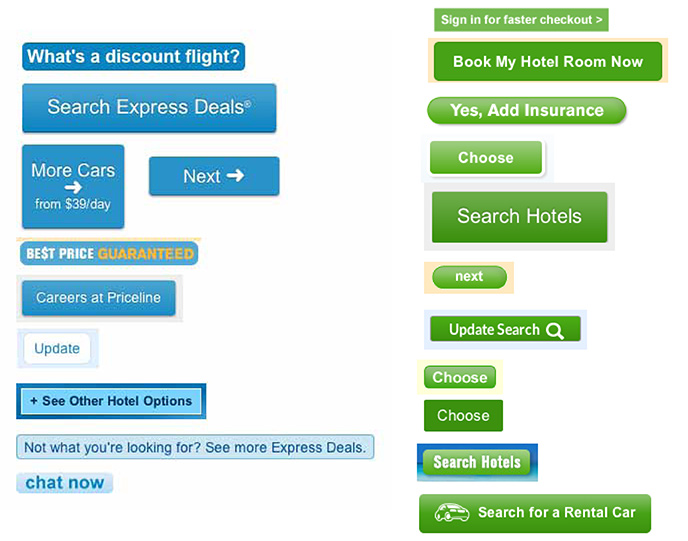 What's a discount flight?
Search Express Deals®
More Cars
➔
from $39/day
Next ➔
BE$T PRICE GUARANTEED
Careers at Priceline
Update
+ See Other Hotel Options
Not what you're looking for? See more Express Deals.
chat now
Sign in for faster checkout >
Book My Hotel Room Now
Yes, Add Insurance
Choose
Search Hotels
next
Update Search
Choose
Choose
Search Hotels
Search for a Rental Car